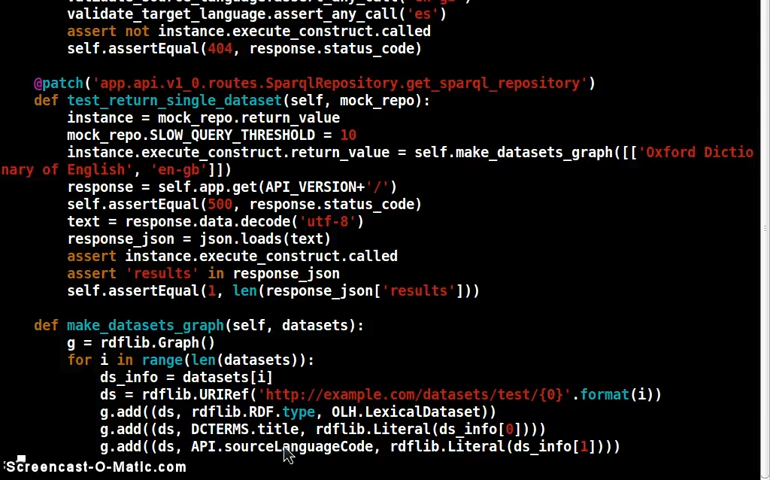 validate_target_language.assert_any_call('es')
assert not instance.execute_construct.called
self.assertEqual(404, response.status_code)
@patch('app.api.v1_0.routes.SparqlRepository.get_sparql_repository')
def test_return_single_dataset(self, mock_repo):
instance = mock_repo.return_value
mock_repo.SLOW_QUERY_THRESHOLD = 10
instance.execute_construct.return_value = self.make_datasets_graph([['Oxford Dictio
nary of English', 'en-gb']])
response = self.app.get(API_VERSION+'/')
self.assertEqual(500, response.status_code)
text = response.data.decode('utf-8')
response_json = json.loads(text)
assert instance.execute_construct.called
assert 'results' in response_json
self.assertEqual(1, len(response_json['results']))
def make_datasets_graph(self, datasets):
g = rdflib.Graph()
for i in range(len(datasets)):
ds_info = datasets[i]
ds = rdflib.URIRef('http://example.com/datasets/test/{0}'.format(i))
g.add((ds, rdflib.RDF.type, OLH.LexicalDataset))
g.add((ds, DCTERMS.title, rdflib.Literal(ds_info[0])))
g.add((ds, API.sourceLanguageCode, rdflib.Literal(ds_info[1])))
Screencast-O-Matic.com